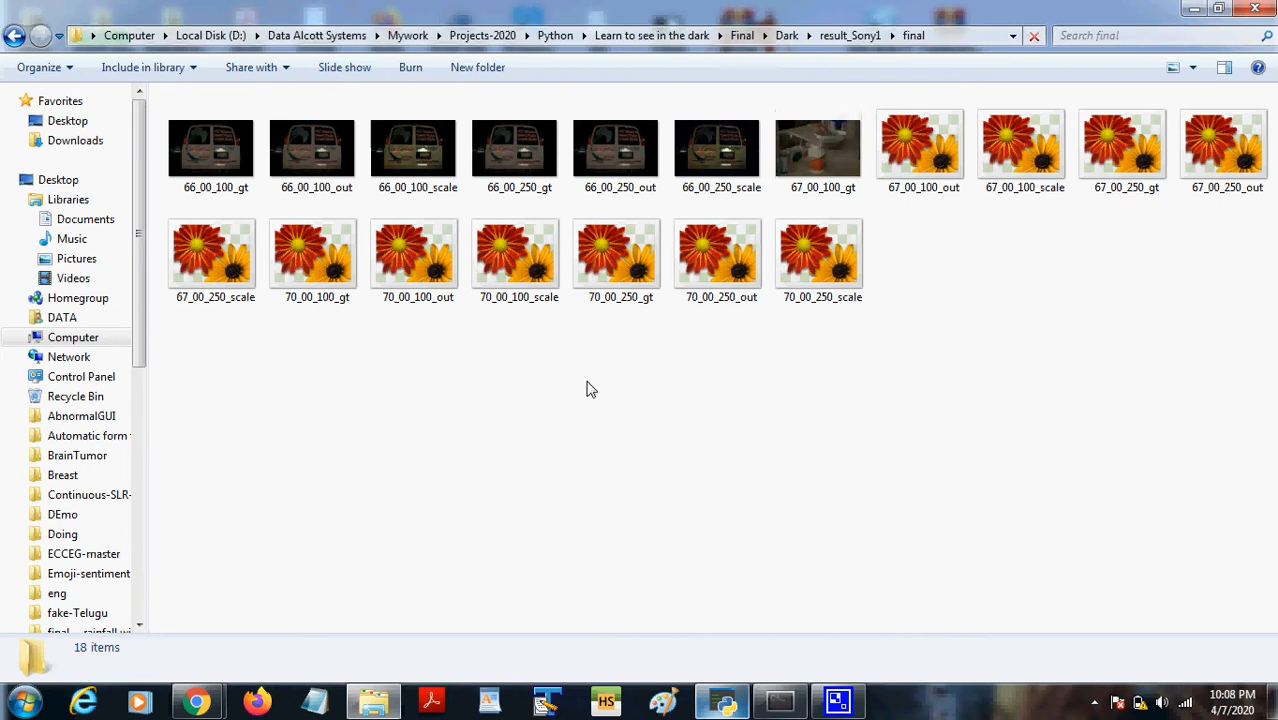 Computer ▸ Local Disk (D:) ▸ Data Alcott Systems ▸ Mywork ▸ Projects-2020 ▸ Python ▸ Learn to see in the dark ▸ Final ▸ Dark ▸ result_Sony1 ▸ final
Search final
Organize Include in library Share with Slide show Burn New folder
Favorites
Desktop
Downloads
Desktop
Libraries
Documents
Music
Pictures
Videos
Homegroup
DATA
Computer
Network
Control Panel
Recycle Bin
AbnormalGUI
Automatic form
BrainTumor
Breast
Continuous-SLR-
DEmo
Doing
ECCEG-master
Emoji-sentiment
eng
fake-Telugu
66_00_100_gt 66_00_100_out 66_00_100_scale 66_00_250_gt 66_00_250_out 66_00_250_scale 67_00_100_gt 67_00_100_out 67_00_100_scale 67_00_250_gt 67_00_250_out
67_00_250_scale 70_00_100_gt 70_00_100_out 70_00_100_scale 70_00_250_gt 70_00_250_out 70_00_250_scale
18 items
HS
10:08 PM
4/7/2020